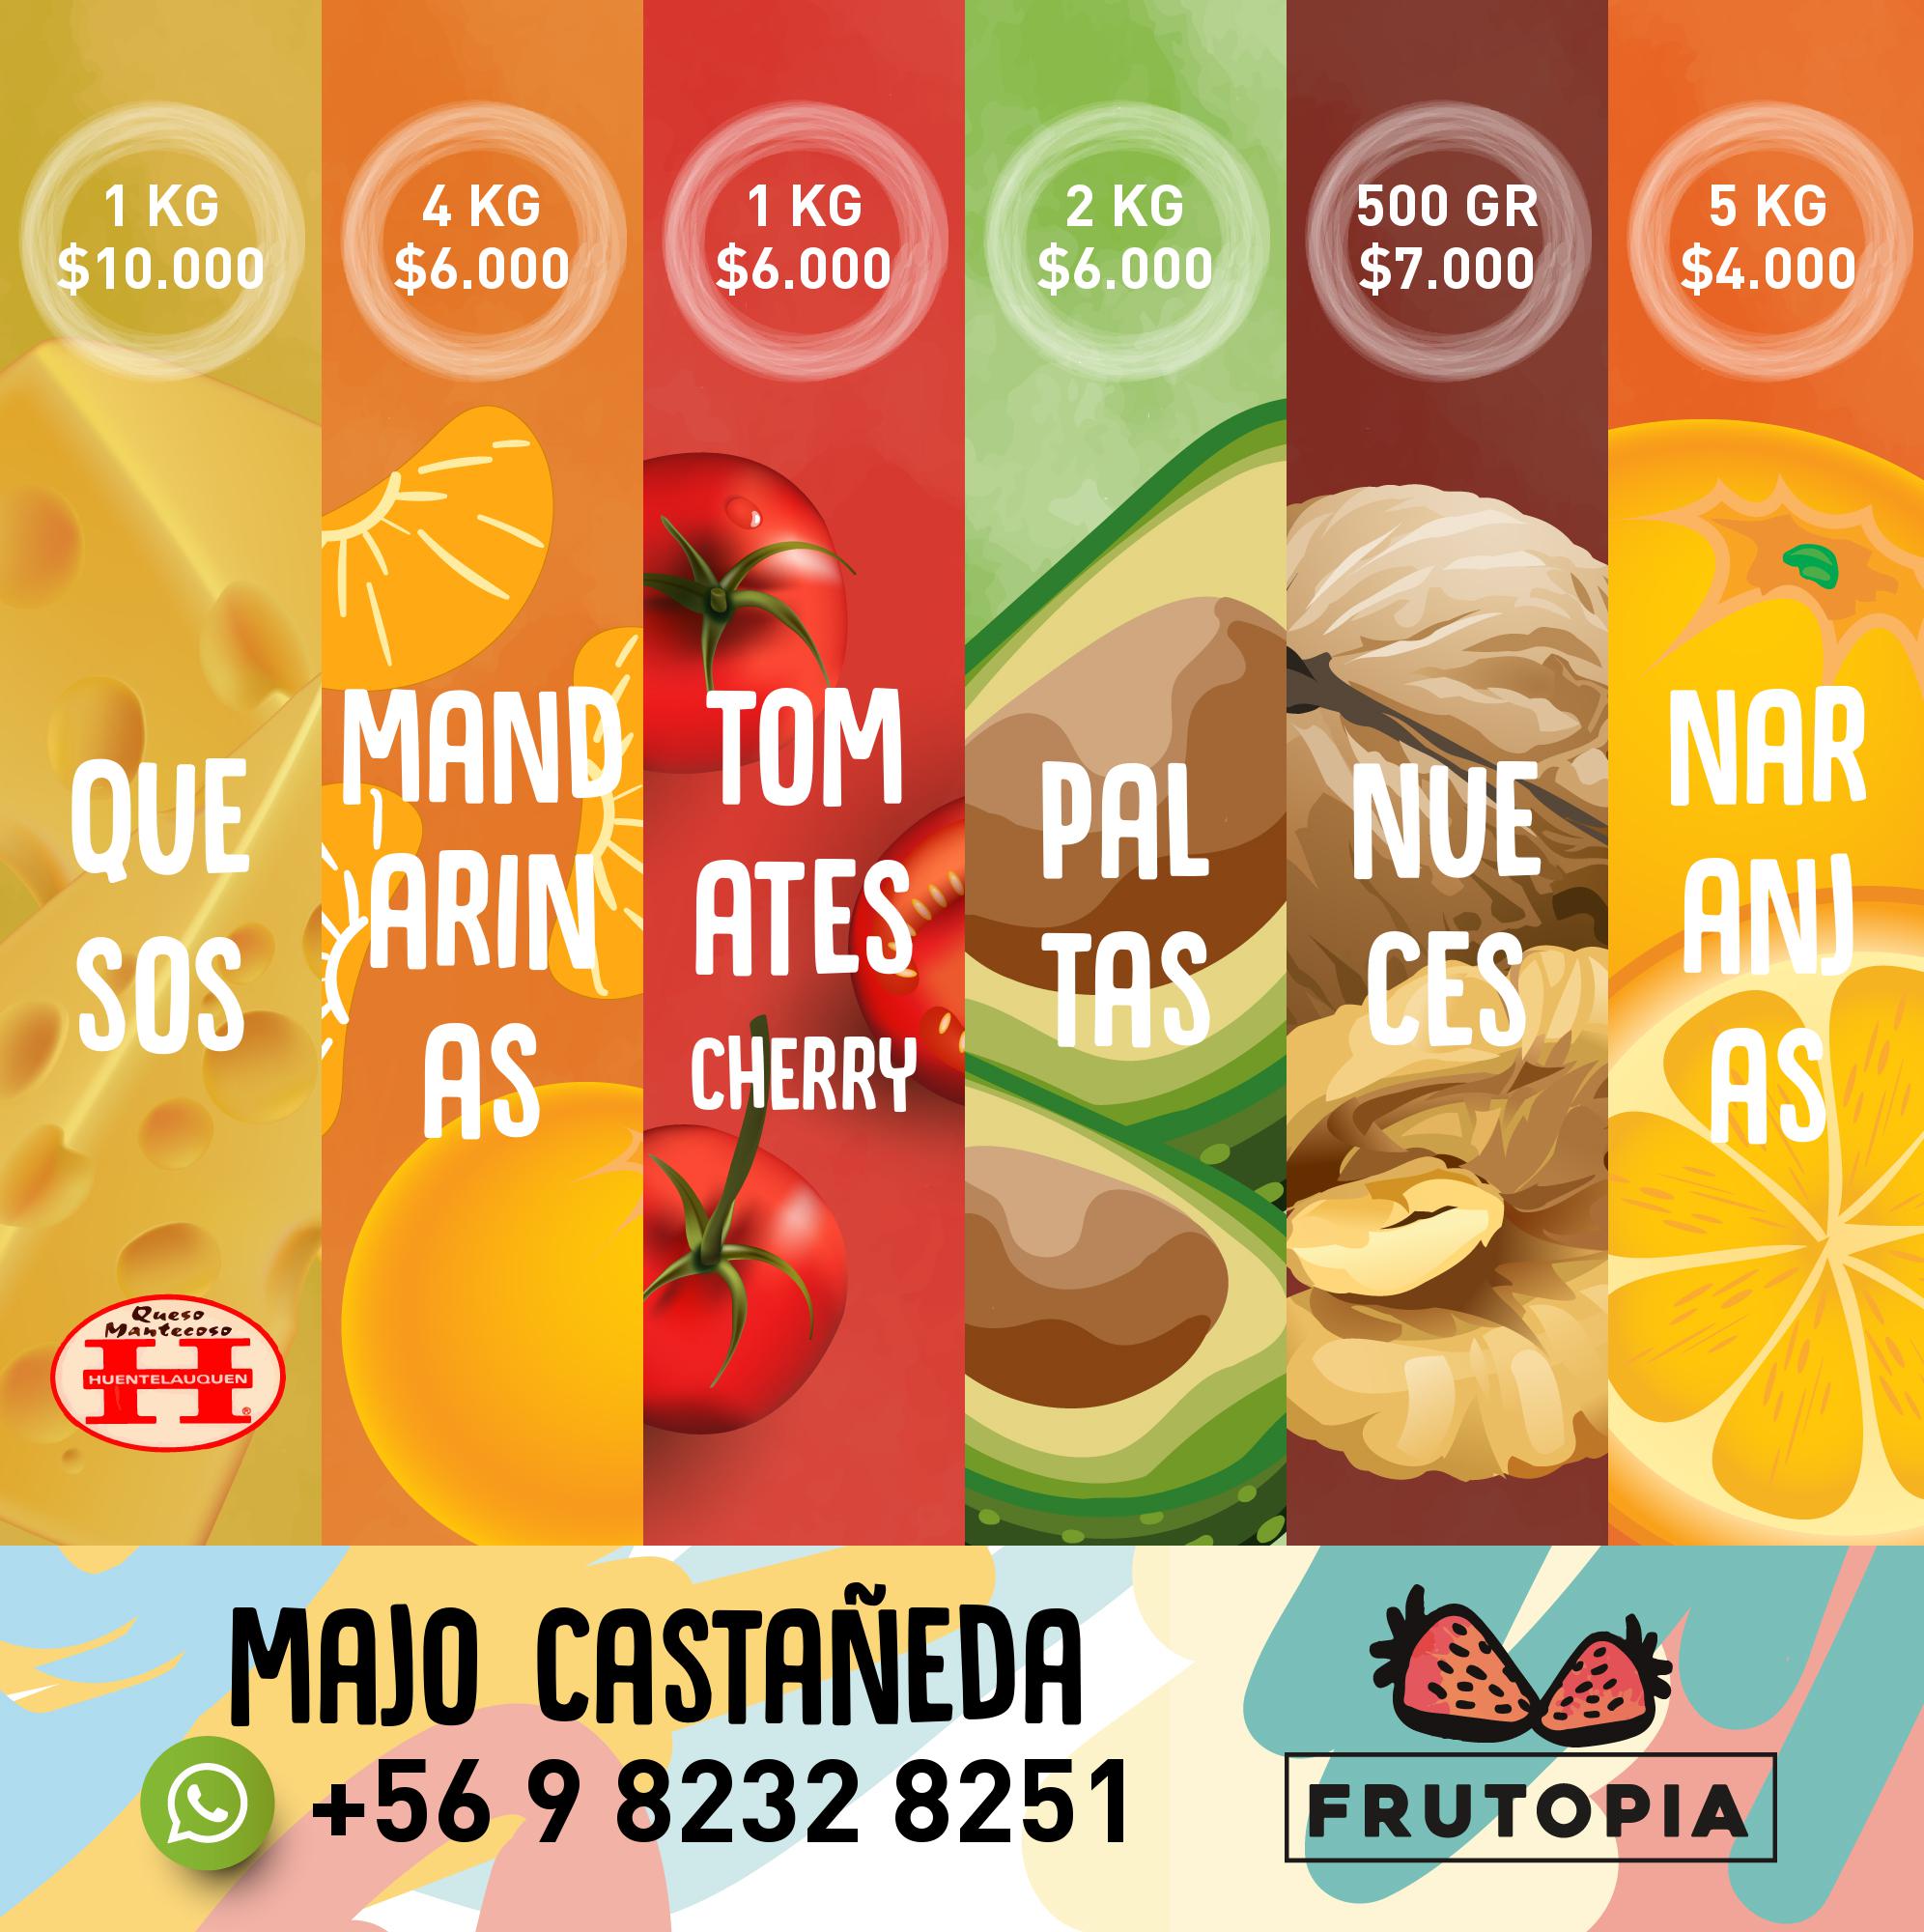 1 KG
$10.000
QUE
SOS
Queso
Mantecoso
H
HUENTELAUQUEN
®
4 KG
$6.000
MAND
ARIN
AS
1 KG
$6.000
TOM
ATES
CHERRY
2 KG
$6.000
PAL
TAS
500 GR
$7.000
NUE
CES
5 KG
$4.000
NAR
ANJ
AS
MAJO CASTAÑEDA
+56 9 8232 8251
FRUTOPIA